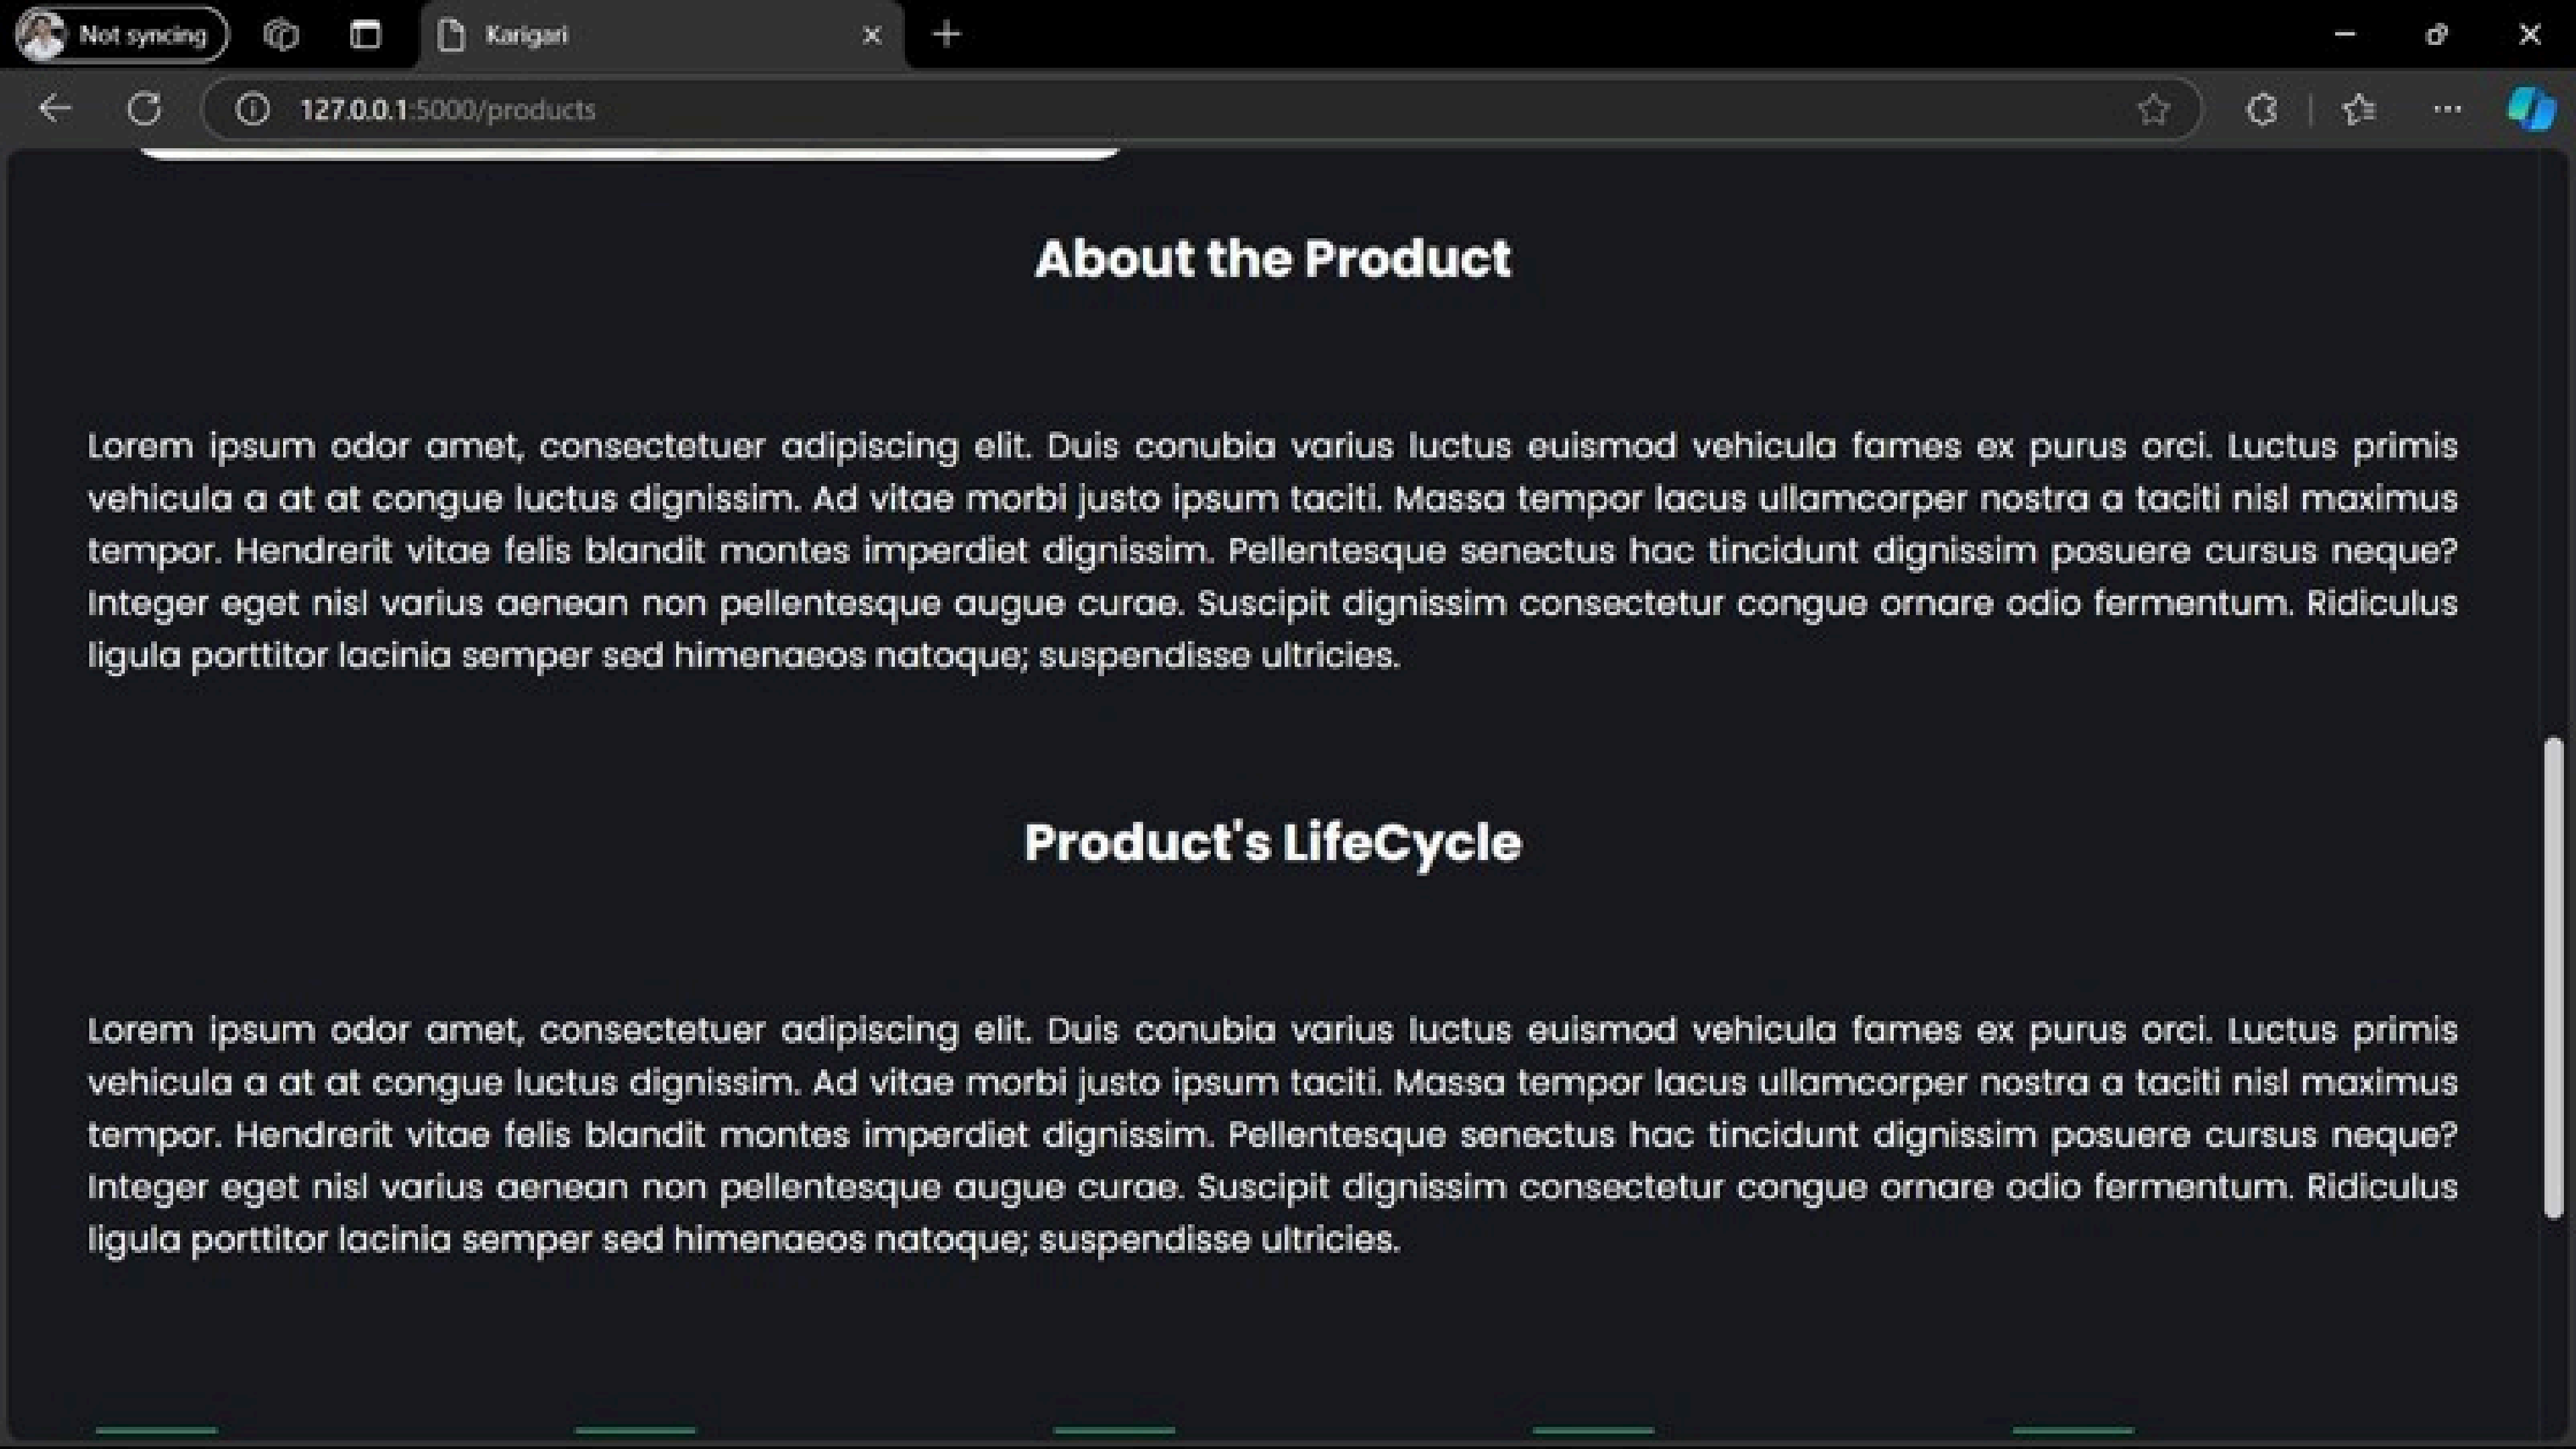 Not syncing
Karigari
127.0.0.1:5000/products
About the Product
Lorem ipsum odor amet, consectetuer adipiscing elit. Duis conubia varius luctus euismod vehicula fames ex purus orci. Luctus primis
vehicula a at at congue luctus dignissim. Ad vitae morbi justo ipsum taciti. Massa tempor lacus ullamcorper nostra a taciti nisl maximus
tempor. Hendrerit vitae felis blandit montes imperdiet dignissim. Pellentesque senectus hac tincidunt dignissim posuere cursus neque?
Integer eget nisl varius aenean non pellentesque augue curae. Suscipit dignissim consectetur congue ornare odio fermentum. Ridiculus
ligula porttitor lacinia semper sed himenaeos natoque; suspendisse ultricies.
Product's LifeCycle
Lorem ipsum odor amet, consectetuer adipiscing elit. Duis conubia varius luctus euismod vehicula fames ex purus orci. Luctus primis
vehicula a at at congue luctus dignissim. Ad vitae morbi justo ipsum taciti. Massa tempor lacus ullamcorper nostra a taciti nisl maximus
tempor. Hendrerit vitae felis blandit montes imperdiet dignissim. Pellentesque senectus hac tincidunt dignissim posuere cursus neque?
Integer eget nisl varius aenean non pellentesque augue curae. Suscipit dignissim consectetur congue ornare odio fermentum. Ridiculus
ligula porttitor lacinia semper sed himenaeos natoque; suspendisse ultricies.